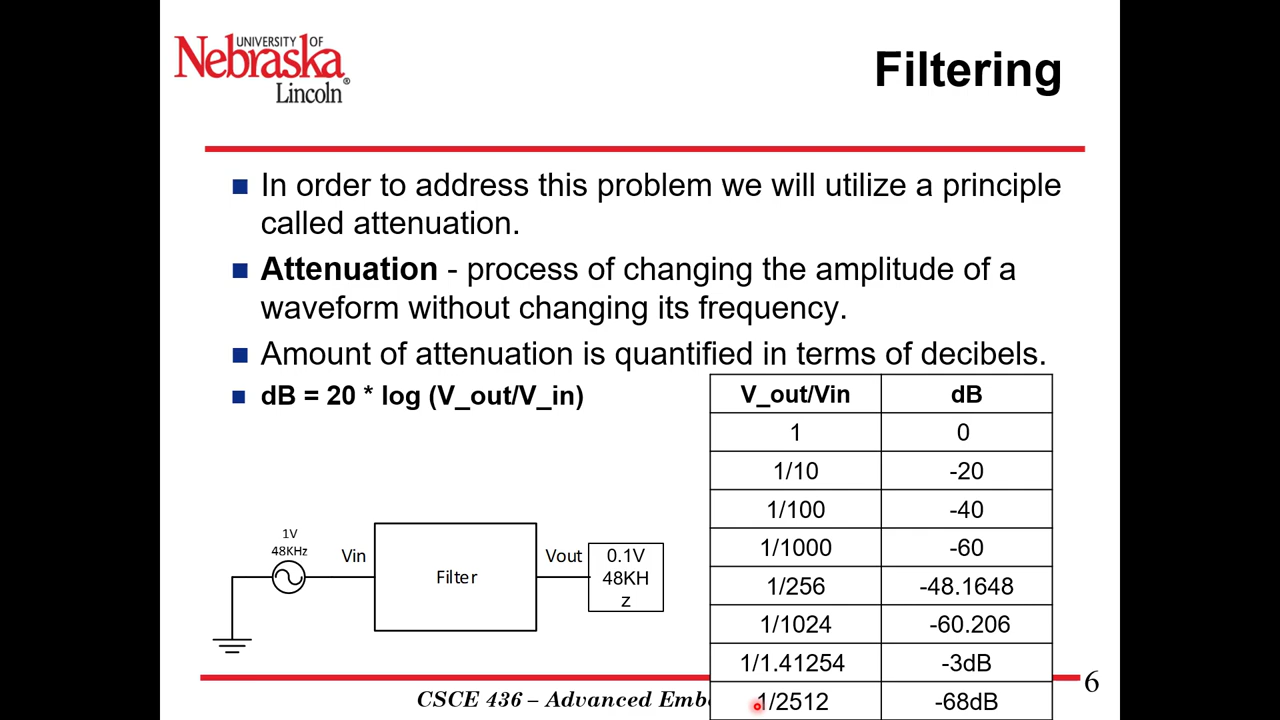 UNIVERSITY OF
Nebraska®
Lincoln
Filtering
In order to address this problem we will utilize a principle
called attenuation.
Attenuation - process of changing the amplitude of a
waveform without changing its frequency.
Amount of attenuation is quantified in terms of decibels.
dB = 20 * log (V_out/V_in)
V_out/Vin dB
1 0
1/10 -20
1/100 -40
1/1000 -60
1/256 -48.1648
1/1024 -60.206
1/1.41254 -3dB
1/2512 -68dB
1V
48KHz
Vin
Filter
Vout
0.1V
48KH
z
CSCE 436 – Advanced Emb
6